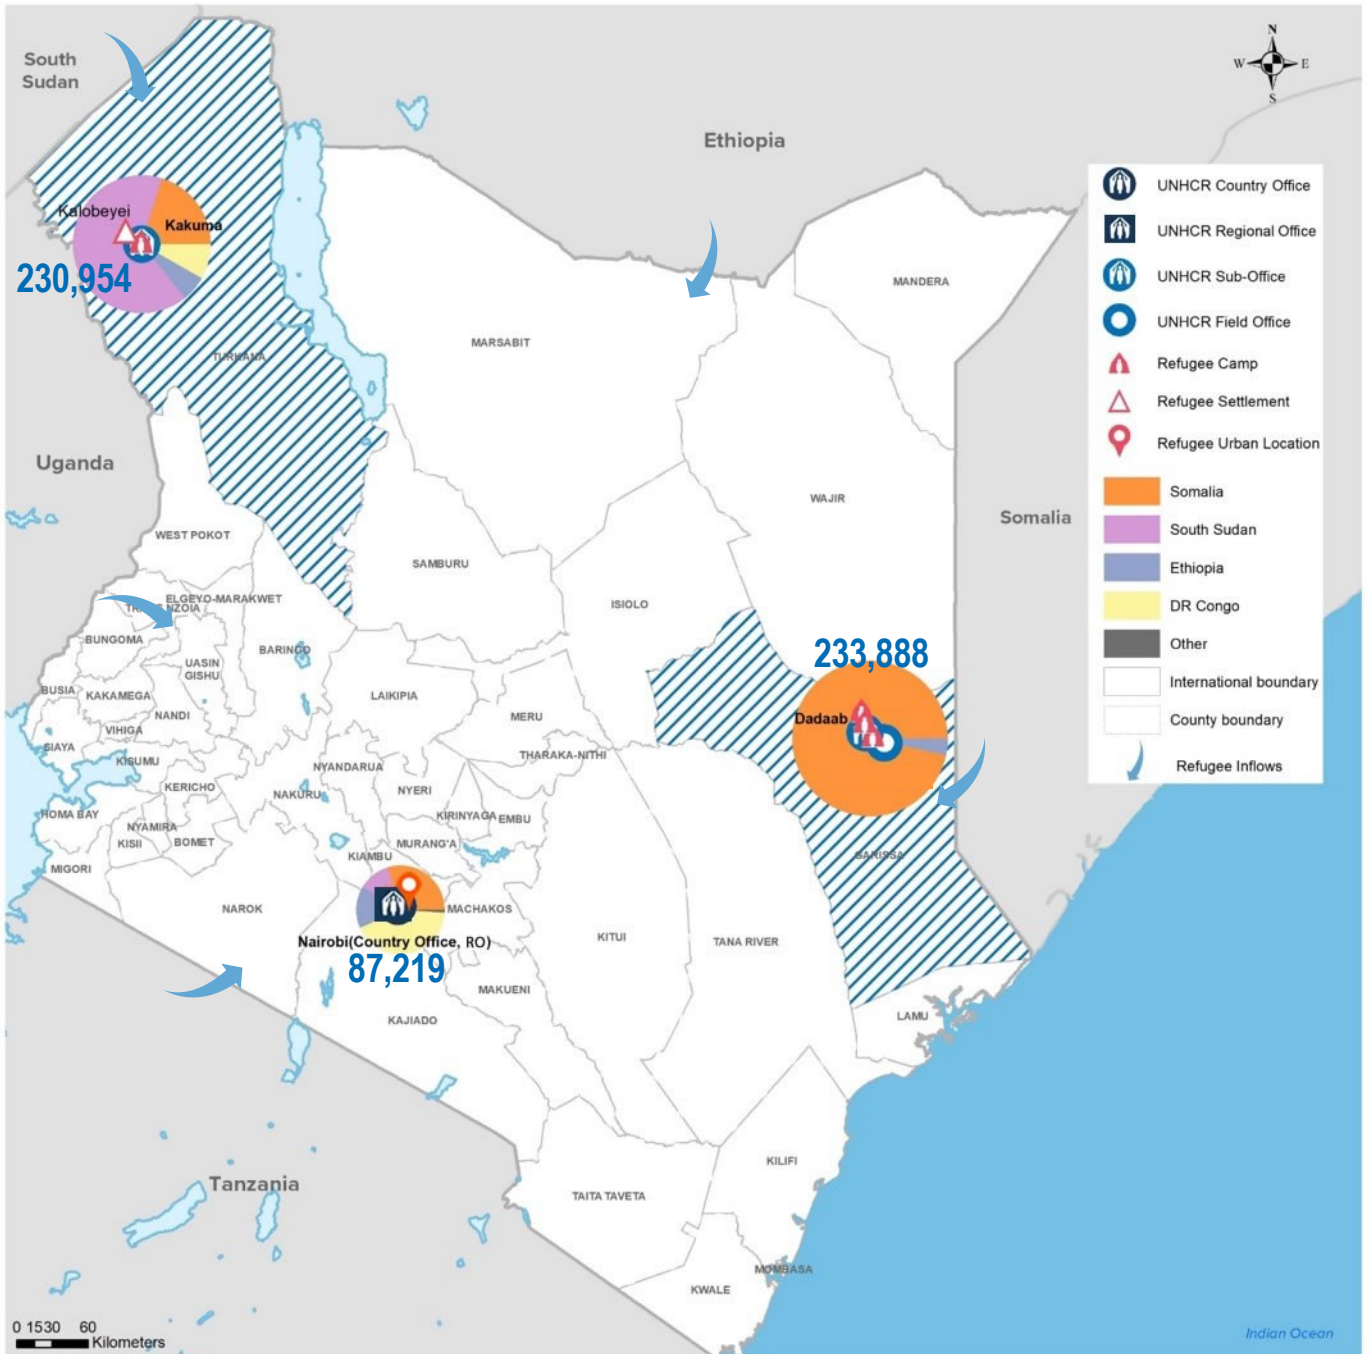 South
Sudan
Ethiopia
N
W
E
S
Kalobeyei
Kakuma
230,954
TURKANA
MARSABIT
MANDERA
UNHCR Country Office
UNHCR Regional Office
UNHCR Sub-Office
UNHCR Field Office
Refugee Camp
Refugee Settlement
Refugee Urban Location
Somalia
South Sudan
Ethiopia
DR Congo
Other
International boundary
County boundary
Refugee Inflows
Uganda
WAJIR
Somalia
WEST POKOT
SAMBURU
ISIOLO
ELGEYO-MARAKWET
TRANS NZOIA
BUNGOMA
BARINGO
UASIN
GISHU
233,888
Dadaab
BUSIA
KAKAMEGA
LAIKIPIA
NANDI
MERU
VIHIGA
SIAYA
KISUMU
NYANDARUA
THARAKA-NITHI
KERICHO
NAKURU
NYERI
HOMA BAY
KIRINYAGA
EMBU
NYAMIRA
KISII
BOMET
MURANG'A
KIAMBU
GARISSA
MIGORI
NAROK
MACHAKOS
KITUI
TANA RIVER
Nairobi(Country Office, RO)
87,219
MAKUENI
KAJIADO
LAMU
KILIFI
Tanzania
TAITA TAVETA
MOMBASA
KWALE
0 1530 60
Kilometers
Indian Ocean